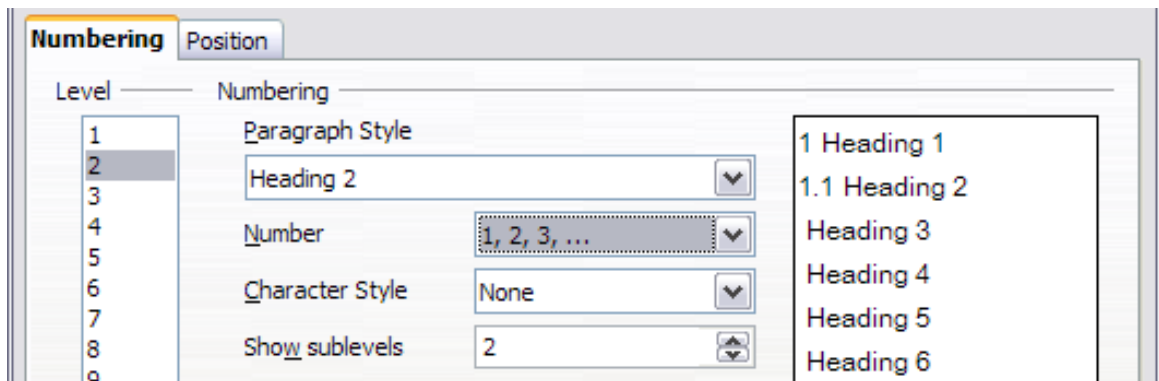 Numbering Position
Level Numbering
1
2
3
4
5
6
7
8
9
Paragraph Style
Heading 2
Number 1, 2, 3, ...
Character Style None
Show sublevels 2
1 Heading 1
1.1 Heading 2
Heading 3
Heading 4
Heading 5
Heading 6